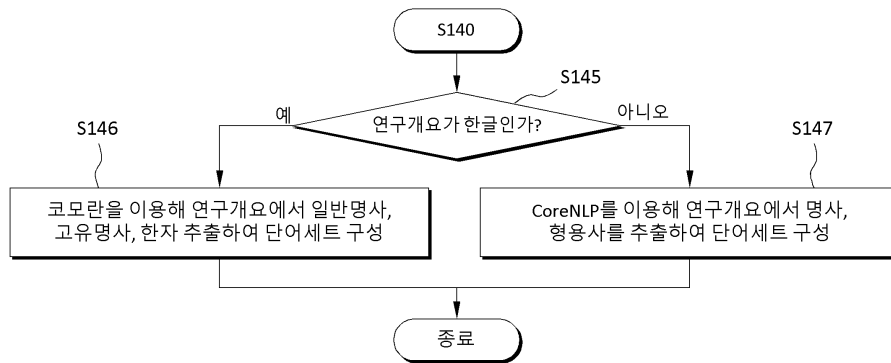 S140
S145
연구개요가 한글인가?
예
아니오
S146
S147
코모란을 이용해 연구개요에서 일반명사,
고유명사, 한자 추출하여 단어세트 구성
CoreNLP를 이용해 연구개요에서 명사,
형용사를 추출하여 단어세트 구성
종료